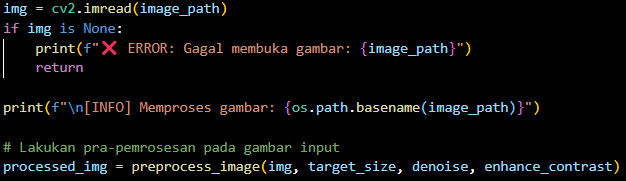 img = cv2.imread(image_path)
if img is None:
    print(f"❌ ERROR: Gagal membuka gambar: {image_path}")
    return

print(f"\n[INFO] Memproses gambar: {os.path.basename(image_path)}")

# Lakukan pra-pemrosesan pada gambar input
processed_img = preprocess_image(img, target_size, denoise, enhance_contrast)